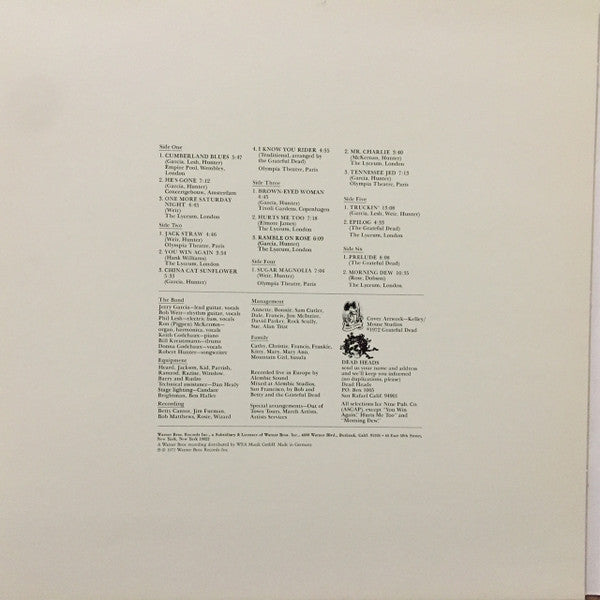 Side One
1. CUMBERLAND BLUES 5:42
(Garcia, Lesh, Hunter)
Empire Pool, Wembley,
London
2. HE'S GONE 7:12
(Garcia, Hunter)
Concertgebouw, Amsterdam
3. ONE MORE SATURDAY
NIGHT 4:45
(Weir)
The Lyceum, London
Side Two
1. JACK STRAW 4:46
(Weir, Hunter)
Olympia Theatre, Paris
2. YOU WIN AGAIN 3:54
(Hank Williams)
The Lyceum, London
3. CHINA CAT SUNFLOWER
5:33
(Garcia, Hunter)
4. I KNOW YOU RIDER 4:55
(Traditional, arranged by
the Grateful Dead)
Olympia Theatre, Paris
Side Three
1. BROWN-EYED WOMAN
4:45
(Garcia, Hunter)
Tivoli Gardens, Copenhagen
2. HURTS ME TOO 7:18
(Elmore James)
The Lyceum, London
3. RAMBLE ON ROSE 6:09
(Garcia, Hunter)
The Lyceum, London
Side Four
1. SUGAR MAGNOLIA 7:04
(Weir, Hunter)
Olympia Theatre, Paris
2. MR. CHARLIE 3:40
(McKernan, Hunter)
The Lyceum, London
3. TENNESSEE JED 7:13
(Garcia, Hunter)
Olympia Theatre, Paris
Side Five
1. TRUCKIN' 13:08
(Garcia, Lesh, Weir, Hunter)
2. EPILOG 4:33
The Lyceum, London
Side Six
1. PRELUDE 8:08
(The Grateful Dead)
2. MORNING DEW 10:35
(Rose, Dobson)
The Lyceum, London
The Band
Jerry Garcia—lead guitar, vocals
Bob Weir—rhythm guitar, vocals
Phil Lesh—electric bass, vocals
Ron (Pigpen) McKernan—
organ, harmonica, vocals
Keith Godchaux—piano
Bill Kreutzmann—drums
Donna Godchaux—vocals
Robert Hunter—songwriter
Equipment
Heard, Jackson, Kid, Parrish,
Ramrod, Razine, Winslow,
Barry and Rudzo
Technical assistance—Dan Healy
Stage lighting—Candace
Brightman, Ben Haller
Recording
Betty Cantor, Jim Furman,
Bob Matthews, Rosie, Wizard
Management
Annette, Bonnie, Sam Cutler,
Dale, Francis, Jon McIntire,
David Parker, Rock Scully,
Sue, Alan Trist
Family
Cathy, Christie, Francis, Frankie,
Kitty, Mary, Mary Ann,
Mountain Girl, Susila
Recorded live in Europe by
Alembic Sound
Mixed at Alembic Studios,
San Francisco, by Bob and
Betty and the Grateful Dead
Special arrangements—Out of
Town Tours, March Artists,
Artists Services
Cover Artwork—Kelley/
Mouse Studios
©1972 Grateful Dead
DEAD HEADS
send us your name and address
and we'll keep you informed
(no duplications, please)
Dead Heads
P.O. Box 1065
San Rafael Calif. 94903
All selections Ice Nine Pub. Co
(ASCAP), except "You Win
Again," Hurts Me Too" and
"Morning Dew."
Warner Bros. Records Inc., a Subsidiary & Licensee of Warner Bros. Inc., 4000 Warner Blvd., Burbank, Calif.
New York, New York
A Warner Bros recording distributed by WEA Musik GmbH. Made in Germany.
℗ © 1972 Warner Bros Records Inc.